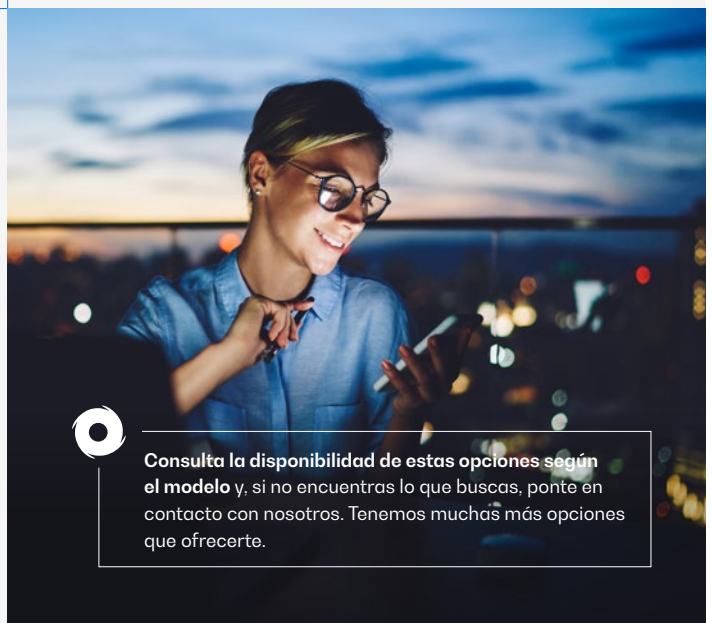 Consulta la disponibilidad de estas opciones según
el modelo y, si no encuentras lo que buscas, ponte en
contacto con nosotros. Tenemos muchas más opciones
que ofrecerte.